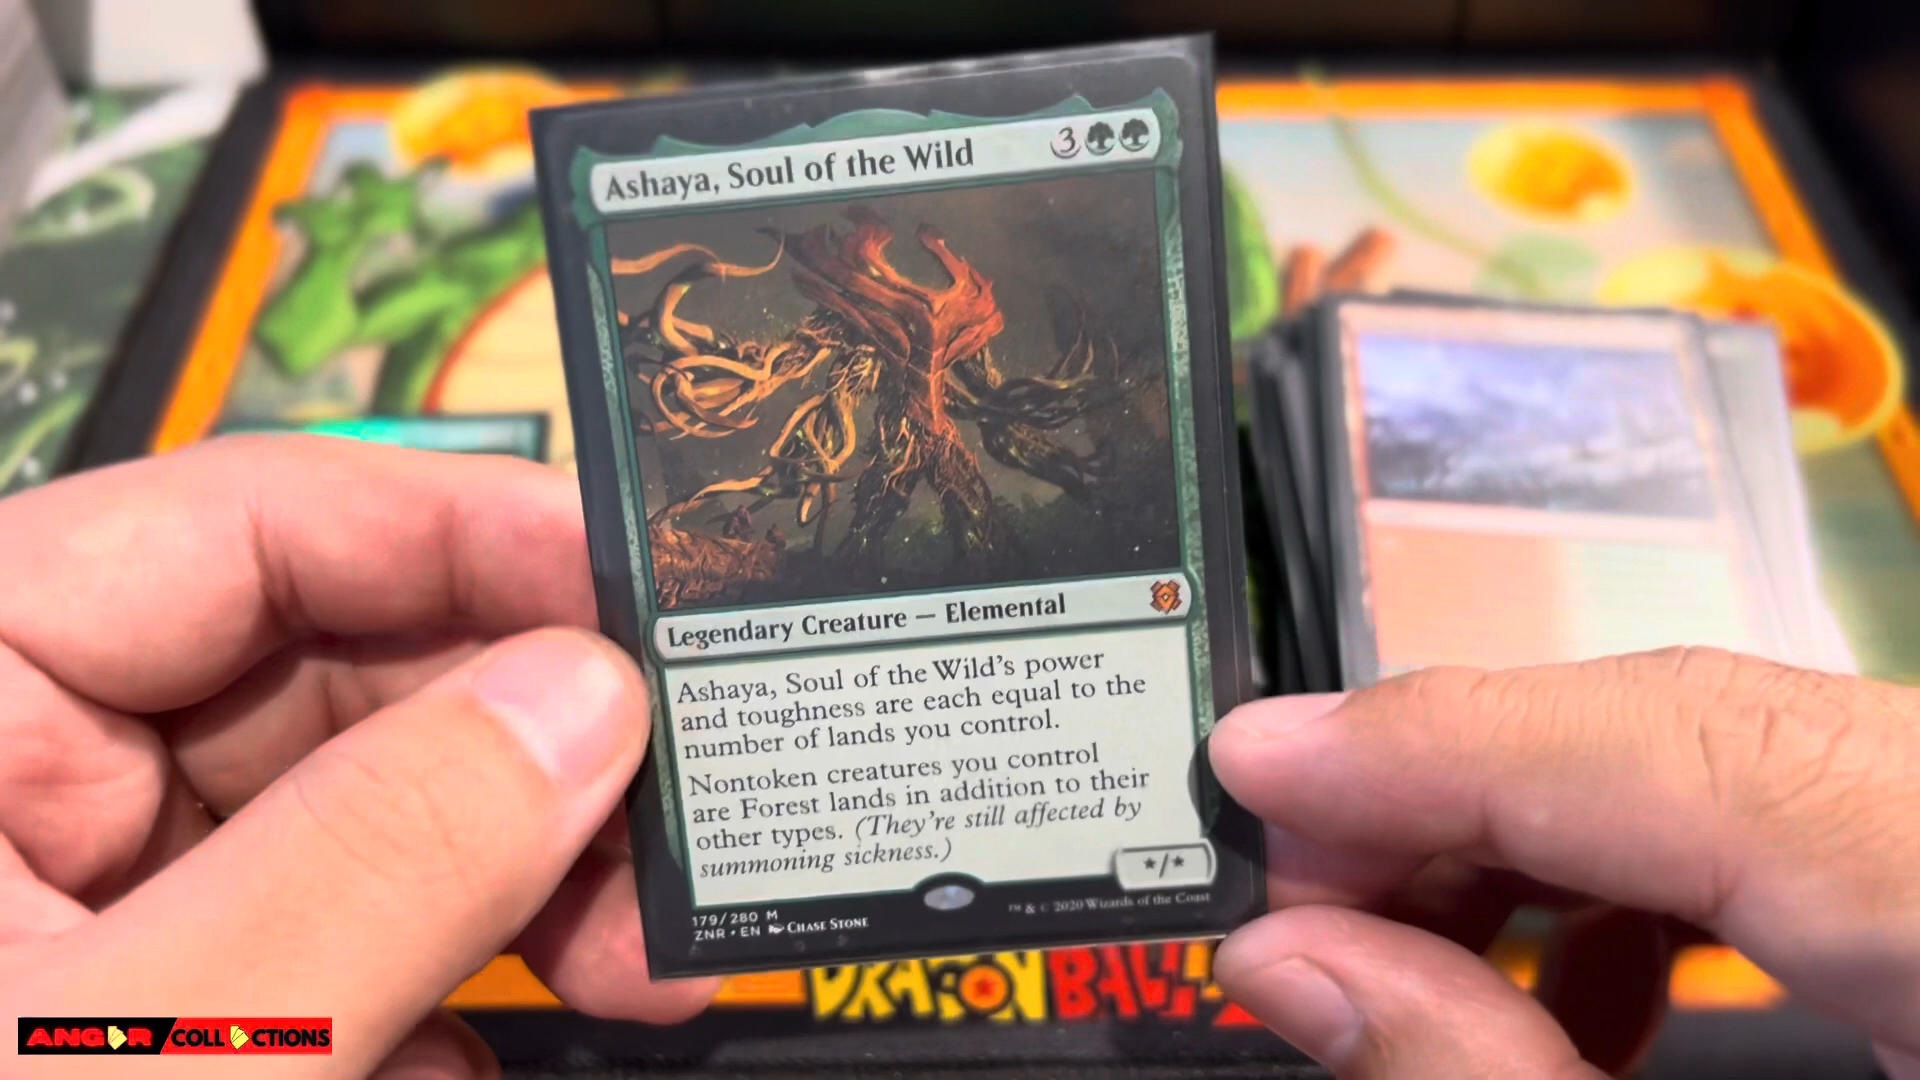 Ashaya, Soul of the Wild 3
Legendary Creature — Elemental
Ashaya, Soul of the Wild's power
and toughness are each equal to the
number of lands you control.
Nontoken creatures you control
are Forest lands in addition to their
other types. (They're still affected by
summoning sickness.)
*/*
179/280 M
ZNR • EN CHASE STONE
™ & © 2020 Wizards of the Coast
DRAGON BALL
ANGOR COLLECTIONS